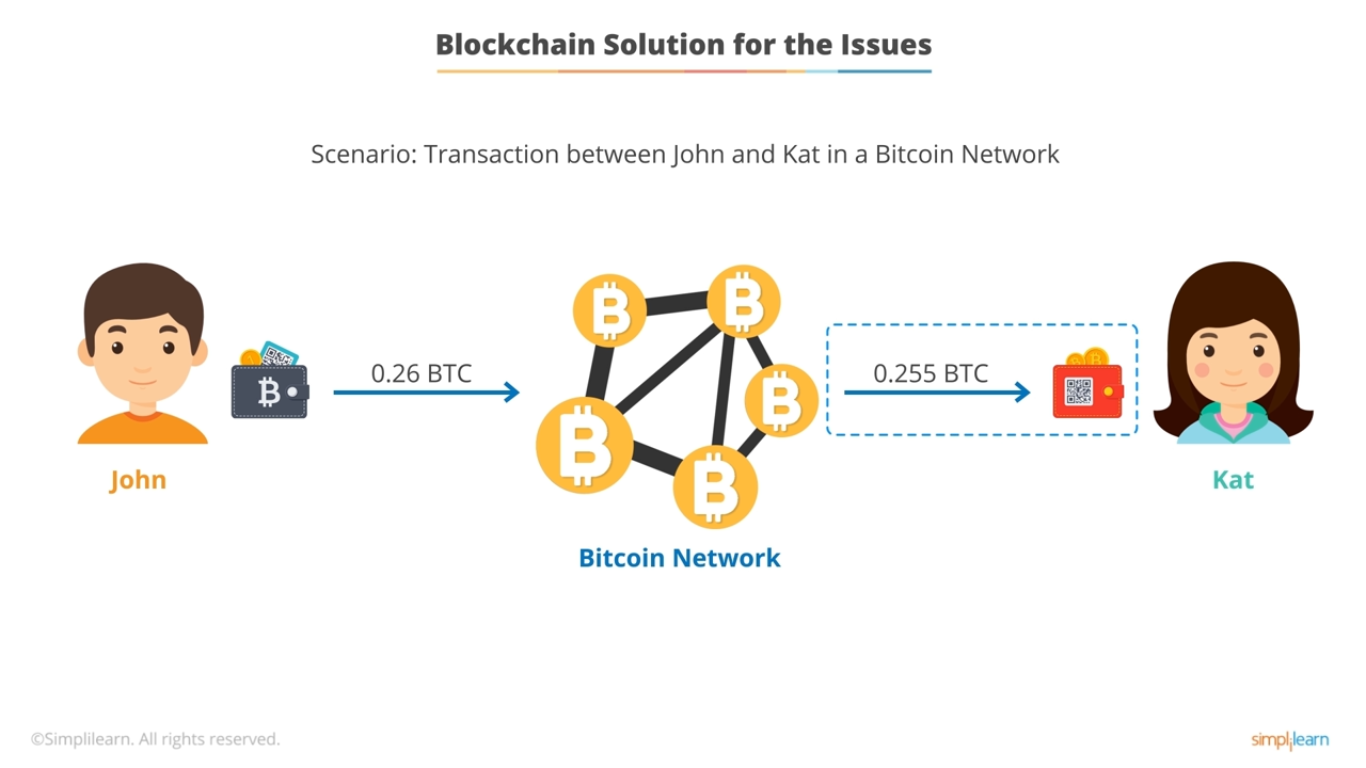 Blockchain Solution for the Issues
Scenario: Transaction between John and Kat in a Bitcoin Network
0.26 BTC
0.255 BTC
John
Kat
Bitcoin Network
©Simplilearn. All rights reserved.
simplilearn